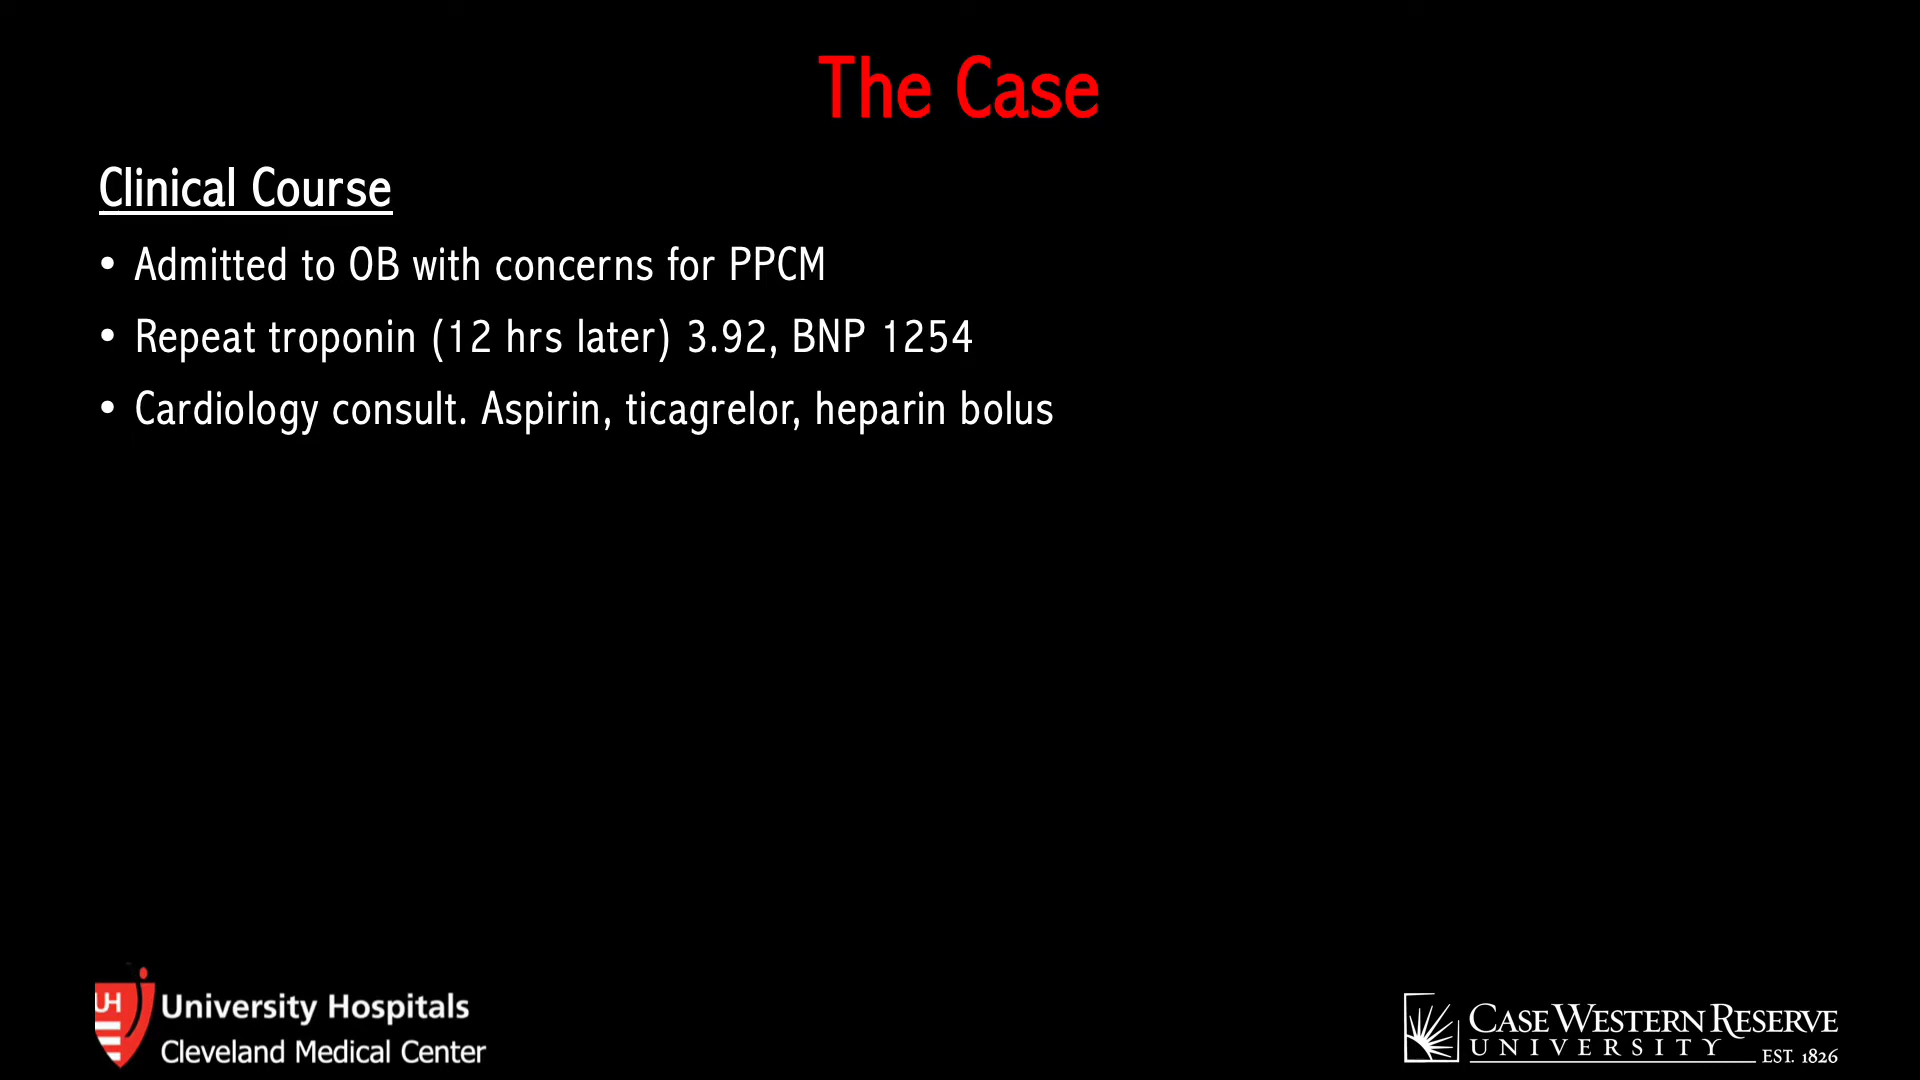 The Case
Clinical Course
• Admitted to OB with concerns for PPCM
• Repeat troponin (12 hrs later) 3.92, BNP 1254
• Cardiology consult. Aspirin, ticagrelor, heparin bolus
UH
University Hospitals
Cleveland Medical Center
CASE WESTERN RESERVE
UNIVERSITY
EST. 1826